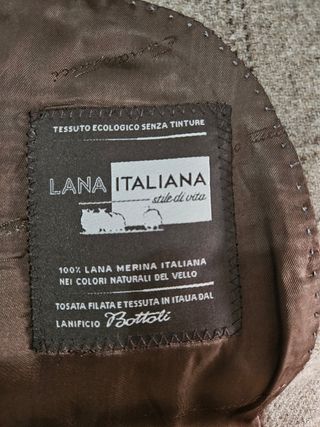 TESSUTO ECOLOGICO SENZA TINTURE
LANA ITALIANA
stile di vita
100% LANA MERINA ITALIANA
NEI COLORI NATURALI DEL VELLO
TOSATA FILATA E TESSUTA IN ITALIA DAL
LANIFICIO Bottoli